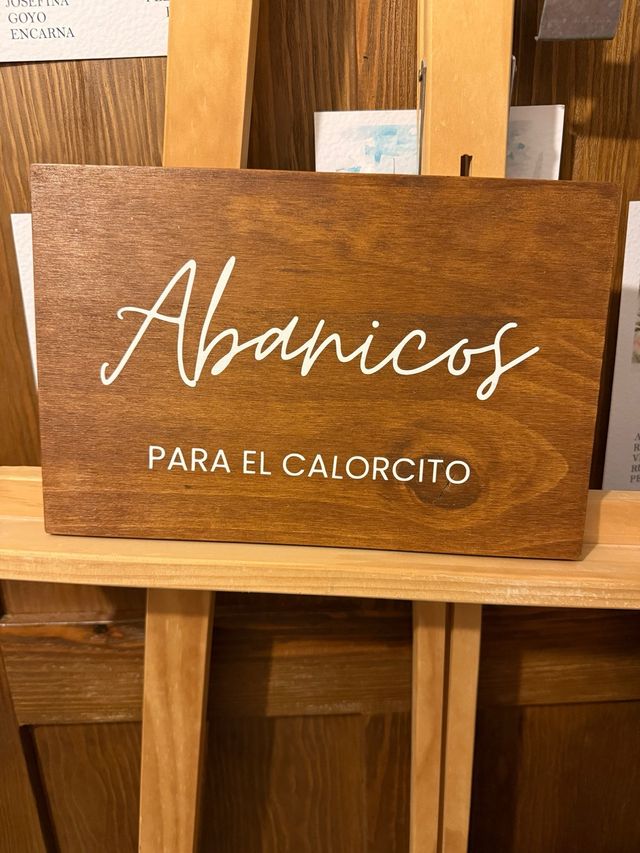 JOSEFINA
GOYO
ENCARNA
Abanicos
PARA EL CALORCITO